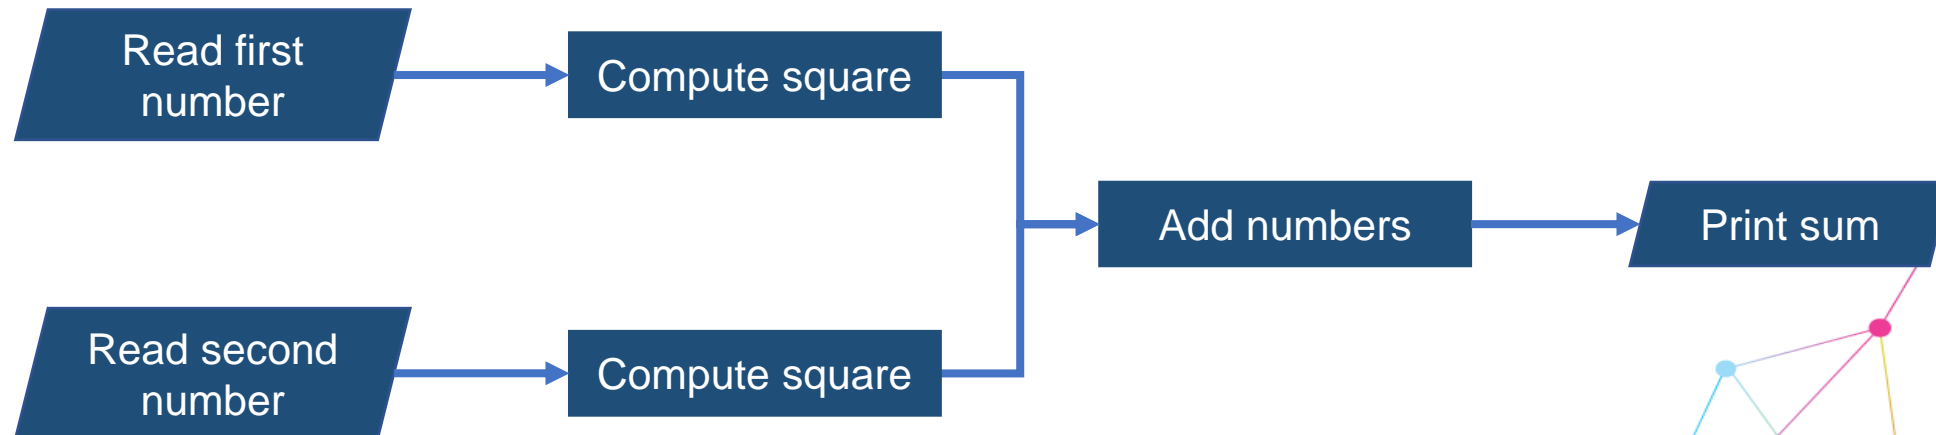 Read first
number
Compute square
Add numbers
Print sum
Read second
number
Compute square